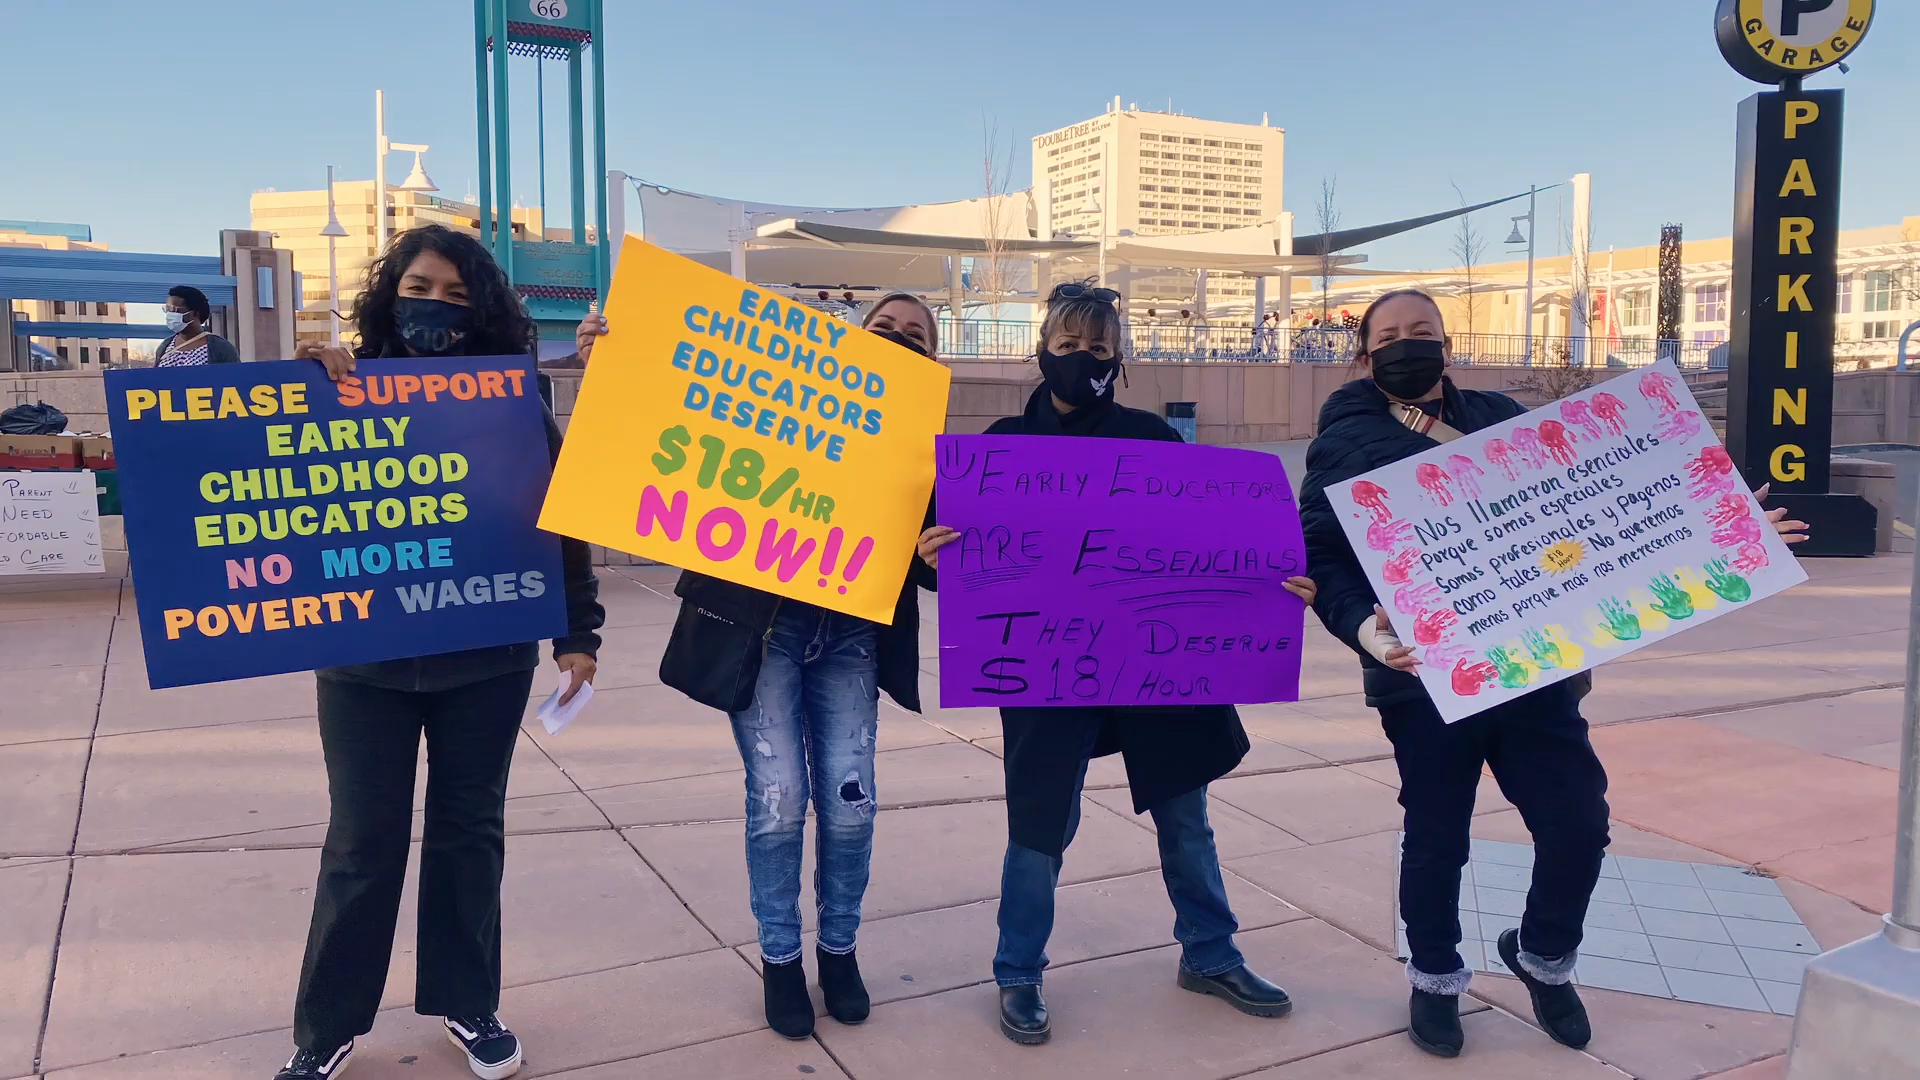 66
P
GARAGE
PARKING
DOUBLETREE
BY HILTON
CHICAGO
PLEASE SUPPORT
EARLY
CHILDHOOD
EDUCATORS
NO MORE
POVERTY WAGES
EARLY
CHILDHOOD
EDUCATORS
DESERVE
$18/HR
NOW!!
EARLY EDUCATORS
ARE ESSENCIALS
THEY DESERVE
$18/HOUR
Nos llamaron esenciales
porque somos especiales
Somos profesionales y pagenos
como tales $18 Hour No queremos
menos porque mas nos merecemos
PARENT
NEED
FORDABLE
CARE